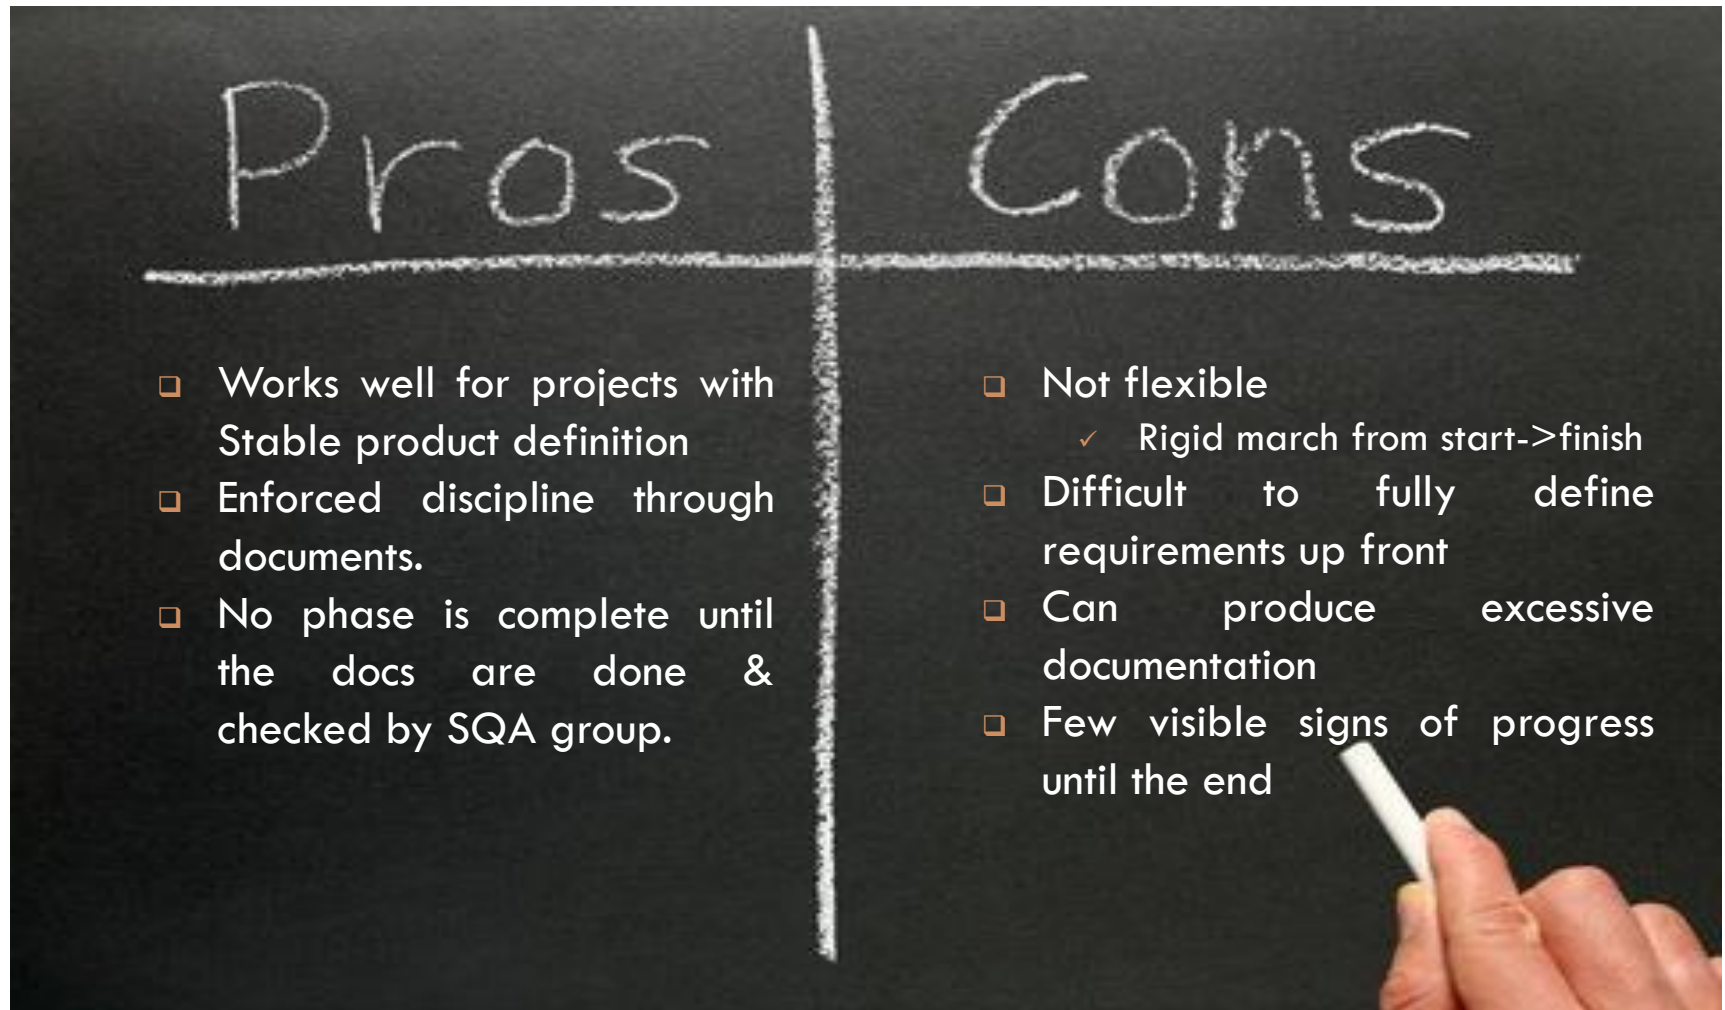 Pros
Cons
Works well for projects with
Stable product definition
Enforced discipline through
documents.
No phase is complete until
the docs are done &
checked by SQA group.
Not flexible
Rigid march from start->finish
Difficult to fully define
requirements up front
Can produce excessive
documentation
Few visible signs of progress
until the end